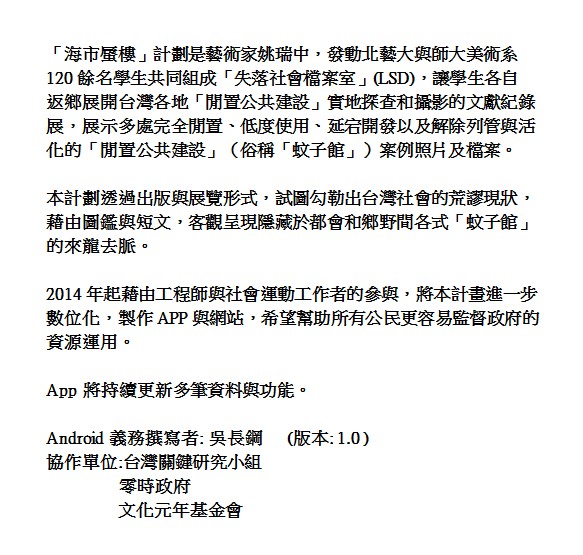 「海市蜃樓」計劃是藝術家姚瑞中，發動北藝大與師大美術系
120 餘名學生共同組成「失落社會檔案室」(LSD)，讓學生各自
返鄉展開台灣各地「閒置公共建設」實地探查和攝影的文獻紀錄
展，展示多處完全閒置、低度使用、延宕開發以及解除列管與活
化的「閒置公共建設」（俗稱「蚊子館」）案例照片及檔案。
本計劃透過出版與展覽形式，試圖勾勒出台灣社會的荒謬現狀，
藉由圖鑑與短文，客觀呈現隱藏於都會和鄉野間各式「蚊子館」
的來龍去脈。
2014 年起藉由工程師與社會運動工作者的參與，將本計畫進一步
數位化，製作 APP 與網站，希望幫助所有公民更容易監督政府的
資源運用。
App 將持續更新多筆資料與功能。
Android 義務撰寫者: 吳長鋼 (版本: 1.0 )
協作單位:台灣關鍵研究小組
零時政府
文化元年基金會